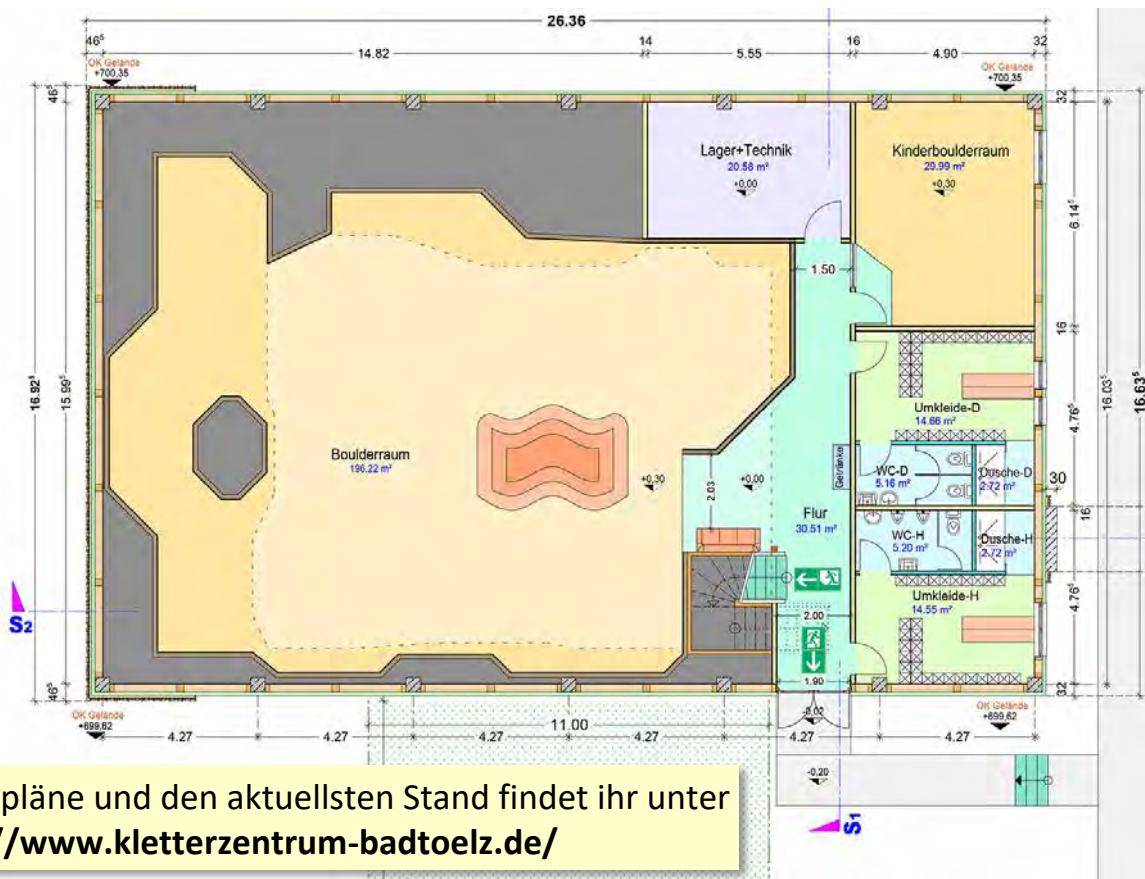 26.36
46⁵
14.82
14
5.55
16
4.90
32
OK Gelände
+700,35
OK Gelände
+700,35
46⁵
32
Lager+Technik
20.58 m²
+0,00
Kinderboulderraum
29.99 m²
+0,30
6.14⁵
1.50
16
16.92⁵
15.99⁵
16.03⁵
16.63⁵
Umkleide-D
14.66 m²
4.76⁵
Boulderraum
196.22 m²
+0,30
2.03
+0,00
Getränke
WC-D
5.16 m²
Dusche-D
2.72 m²
30
Flur
30.51 m²
16
WC-H
5.20 m²
Dusche-H
2.72 m²
Umkleide-H
14.55 m²
4.76⁵
S2
2.00
1.90
46⁵
32
OK Gelände
+699,62
-0,02
OK Gelände
+699,62
11.00
4.27
4.27
4.27
4.27
4.27
4.27
-0,20
S1
pläne und den aktuellsten Stand findet ihr unter
//www.kletterzentrum-badtoelz.de/